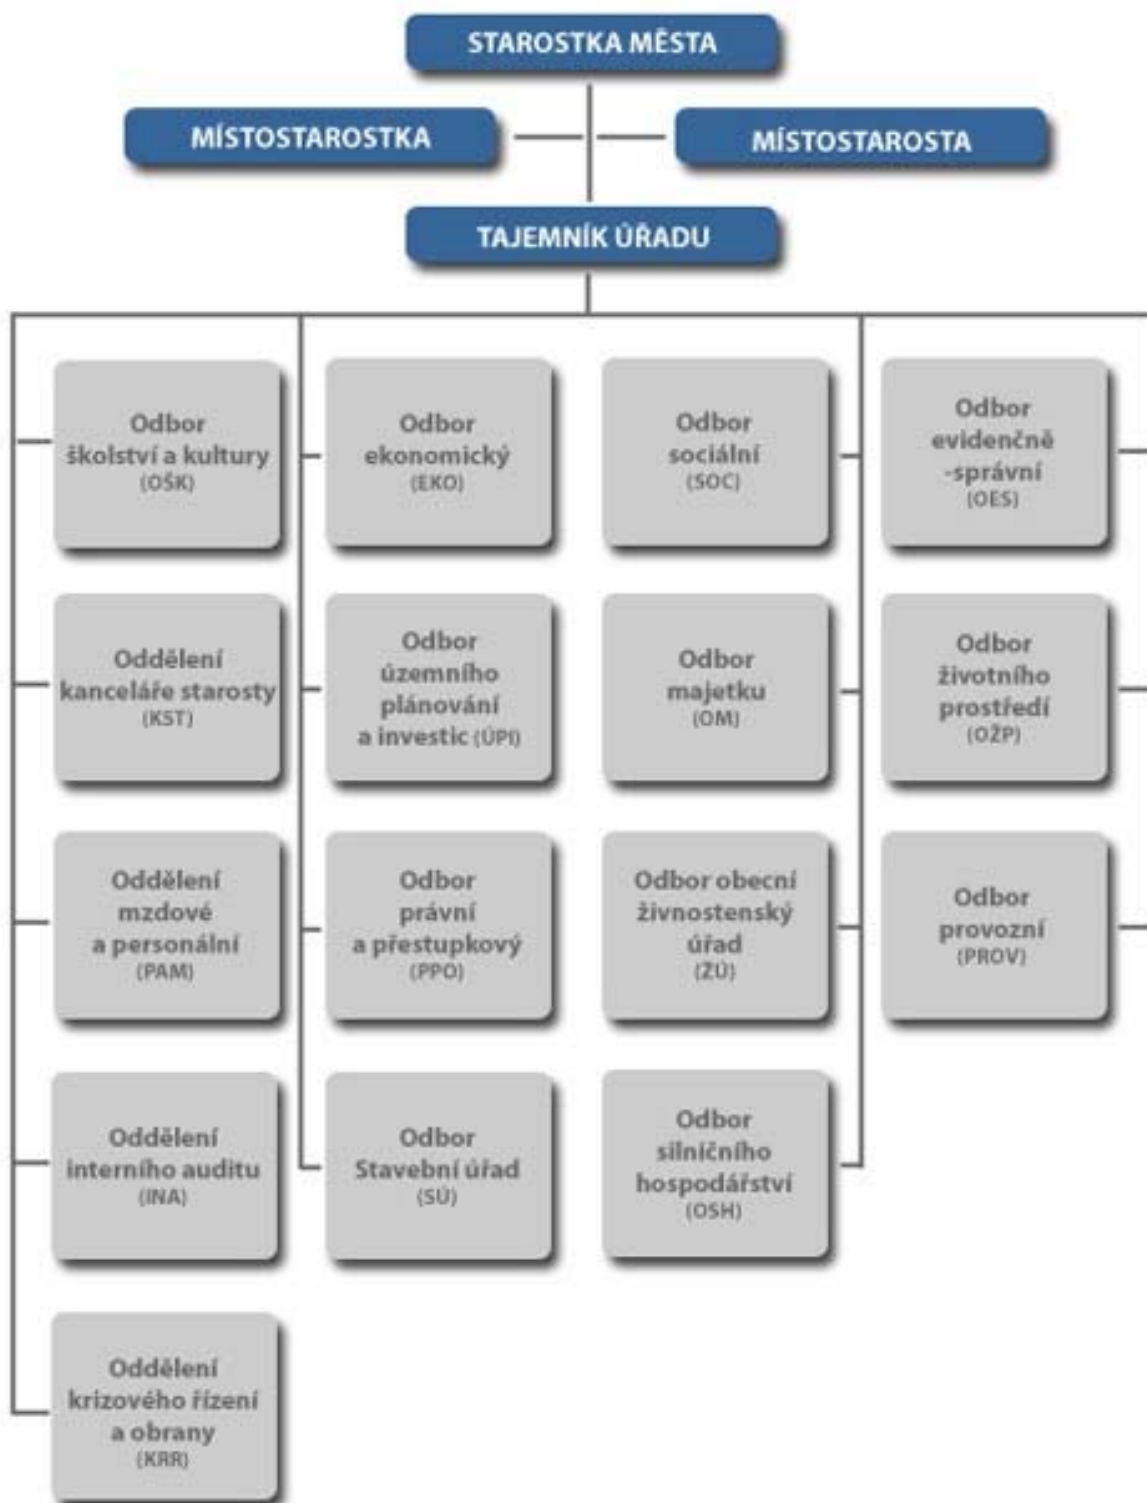 STAROSTKA MĚSTA
MÍSTOSTAROSTKA
MÍSTOSTAROSTA
TAJEMNÍK ÚŘADU
Odbor
školství a kultury
(OŠK)
Odbor
ekonomický
(EKO)
Odbor
sociální
(SOC)
Odbor
evidenčně
-správní
(OES)
Oddělení
kanceláře starosty
(KST)
Odbor
územního
plánování
a investic (ÚPI)
Odbor
majetku
(OM)
Odbor
životního
prostředí
(OŽP)
Oddělení
mzdové
a personální
(PAM)
Odbor
právní
a přestupkový
(PPO)
Odbor obecní
živnostenský
úřad
(ŽÚ)
Odbor
provozní
(PROV)
Oddělení
interního auditu
(INA)
Odbor
Stavební úřad
(SÚ)
Odbor
silničního
hospodářství
(OSH)
Oddělení
krizového řízení
a obrany
(KRR)